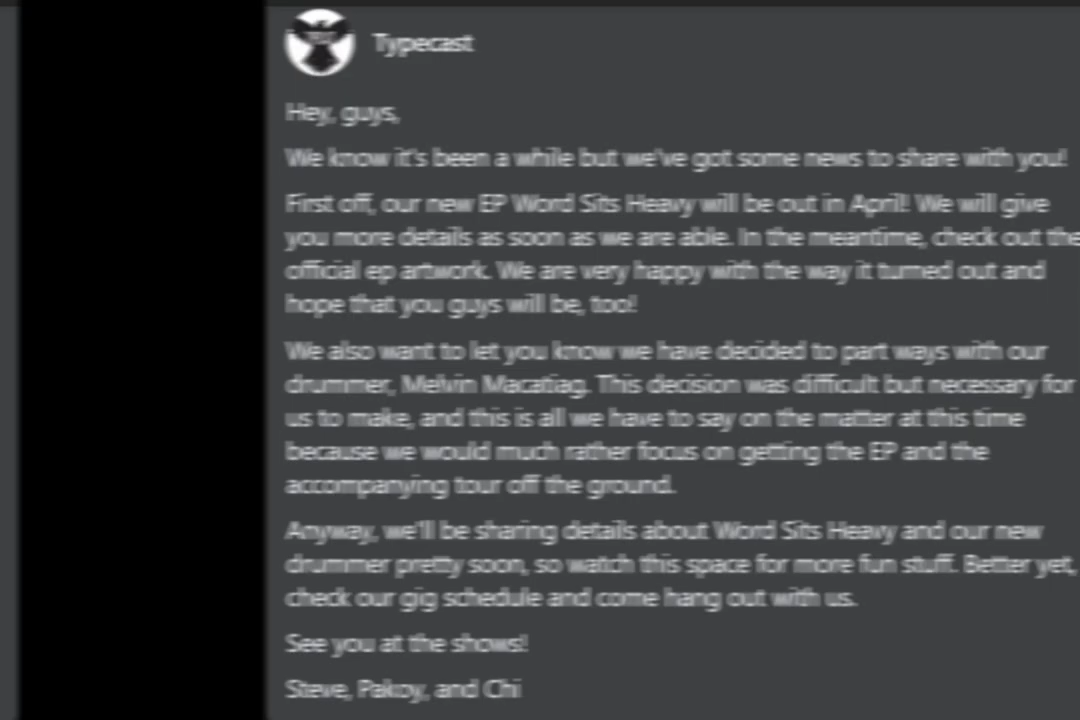 Typecast
Hey, guys,
We know it's been a while but we've got some news to share with you!
First off, our new EP Word Sits Heavy will be out in April! We will give
you more details as soon as we are able. In the meantime, check out the
official ep artwork. We are very happy with the way it turned out and
hope that you guys will be, too!
We also want to let you know we have decided to part ways with our
drummer, Melvin Macatiag. This decision was difficult but necessary for
us to make, and this is all we have to say on the matter at this time
because we would much rather focus on getting the EP and the
accompanying tour off the ground.
Anyway, we'll be sharing details about Word Sits Heavy and our new
drummer pretty soon, so watch this space for more fun stuff. Better yet,
check our gig schedule and come hang out with us.
See you at the shows!
Steve, Pakoy, and Chi